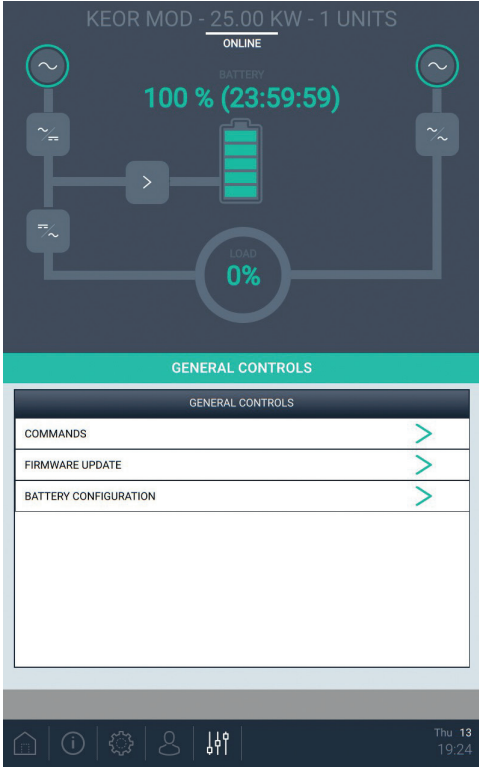 KEOR MOD - 25.00 KW - 1 UNITS
ONLINE
BATTERY
100 % (23:59:59)
LOAD
0%
GENERAL CONTROLS
GENERAL CONTROLS
COMMANDS
FIRMWARE UPDATE
BATTERY CONFIGURATION
Thu 13
19:24